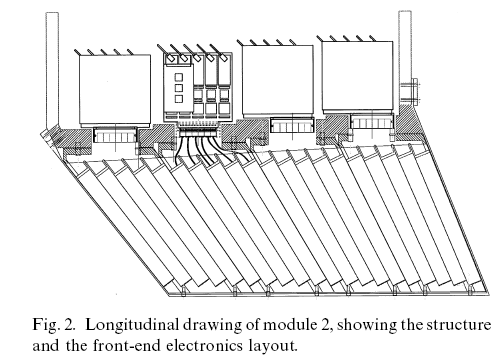 Fig. 2. Longitudinal drawing of module 2, showing the structure
and the front-end electronics layout.